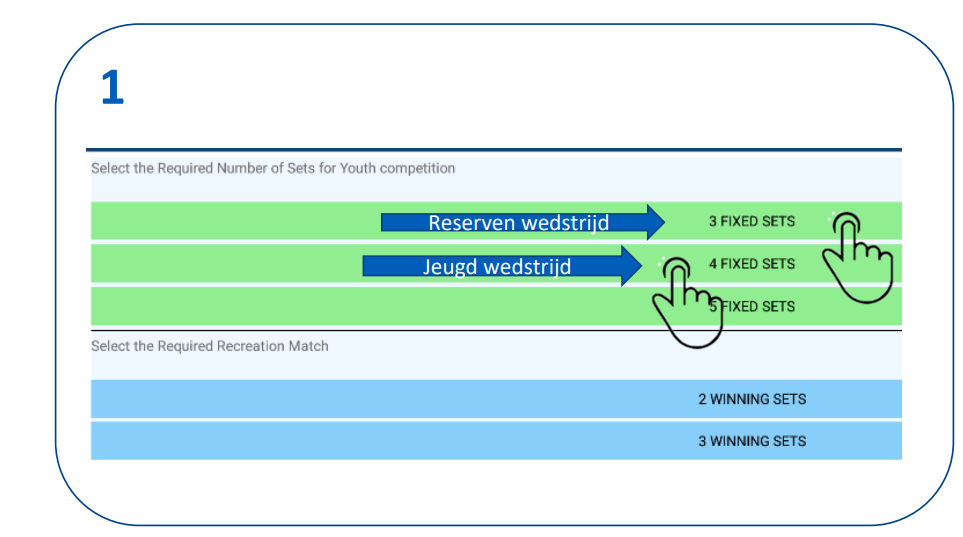 1
Select the Required Number of Sets for Youth competition
Reserven wedstrijd 3 FIXED SETS
Jeugd wedstrijd 4 FIXED SETS
5 FIXED SETS
Select the Required Recreation Match
2 WINNING SETS
3 WINNING SETS